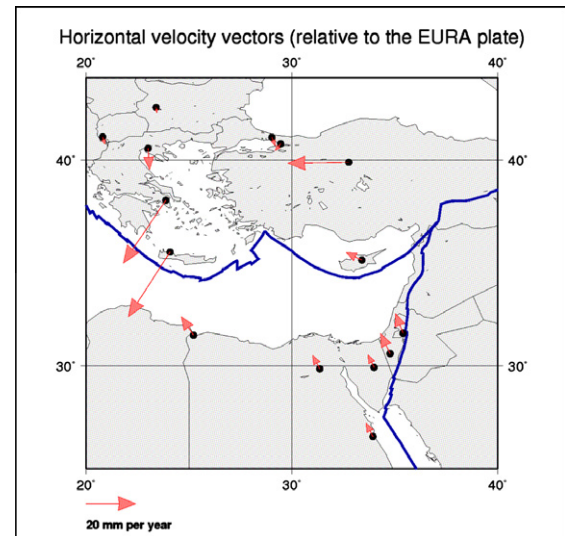 Horizontal velocity vectors (relative to the EURA plate)
20° 30° 40°
40° 40°
30° 30°
20° 30° 40°
20 mm per year